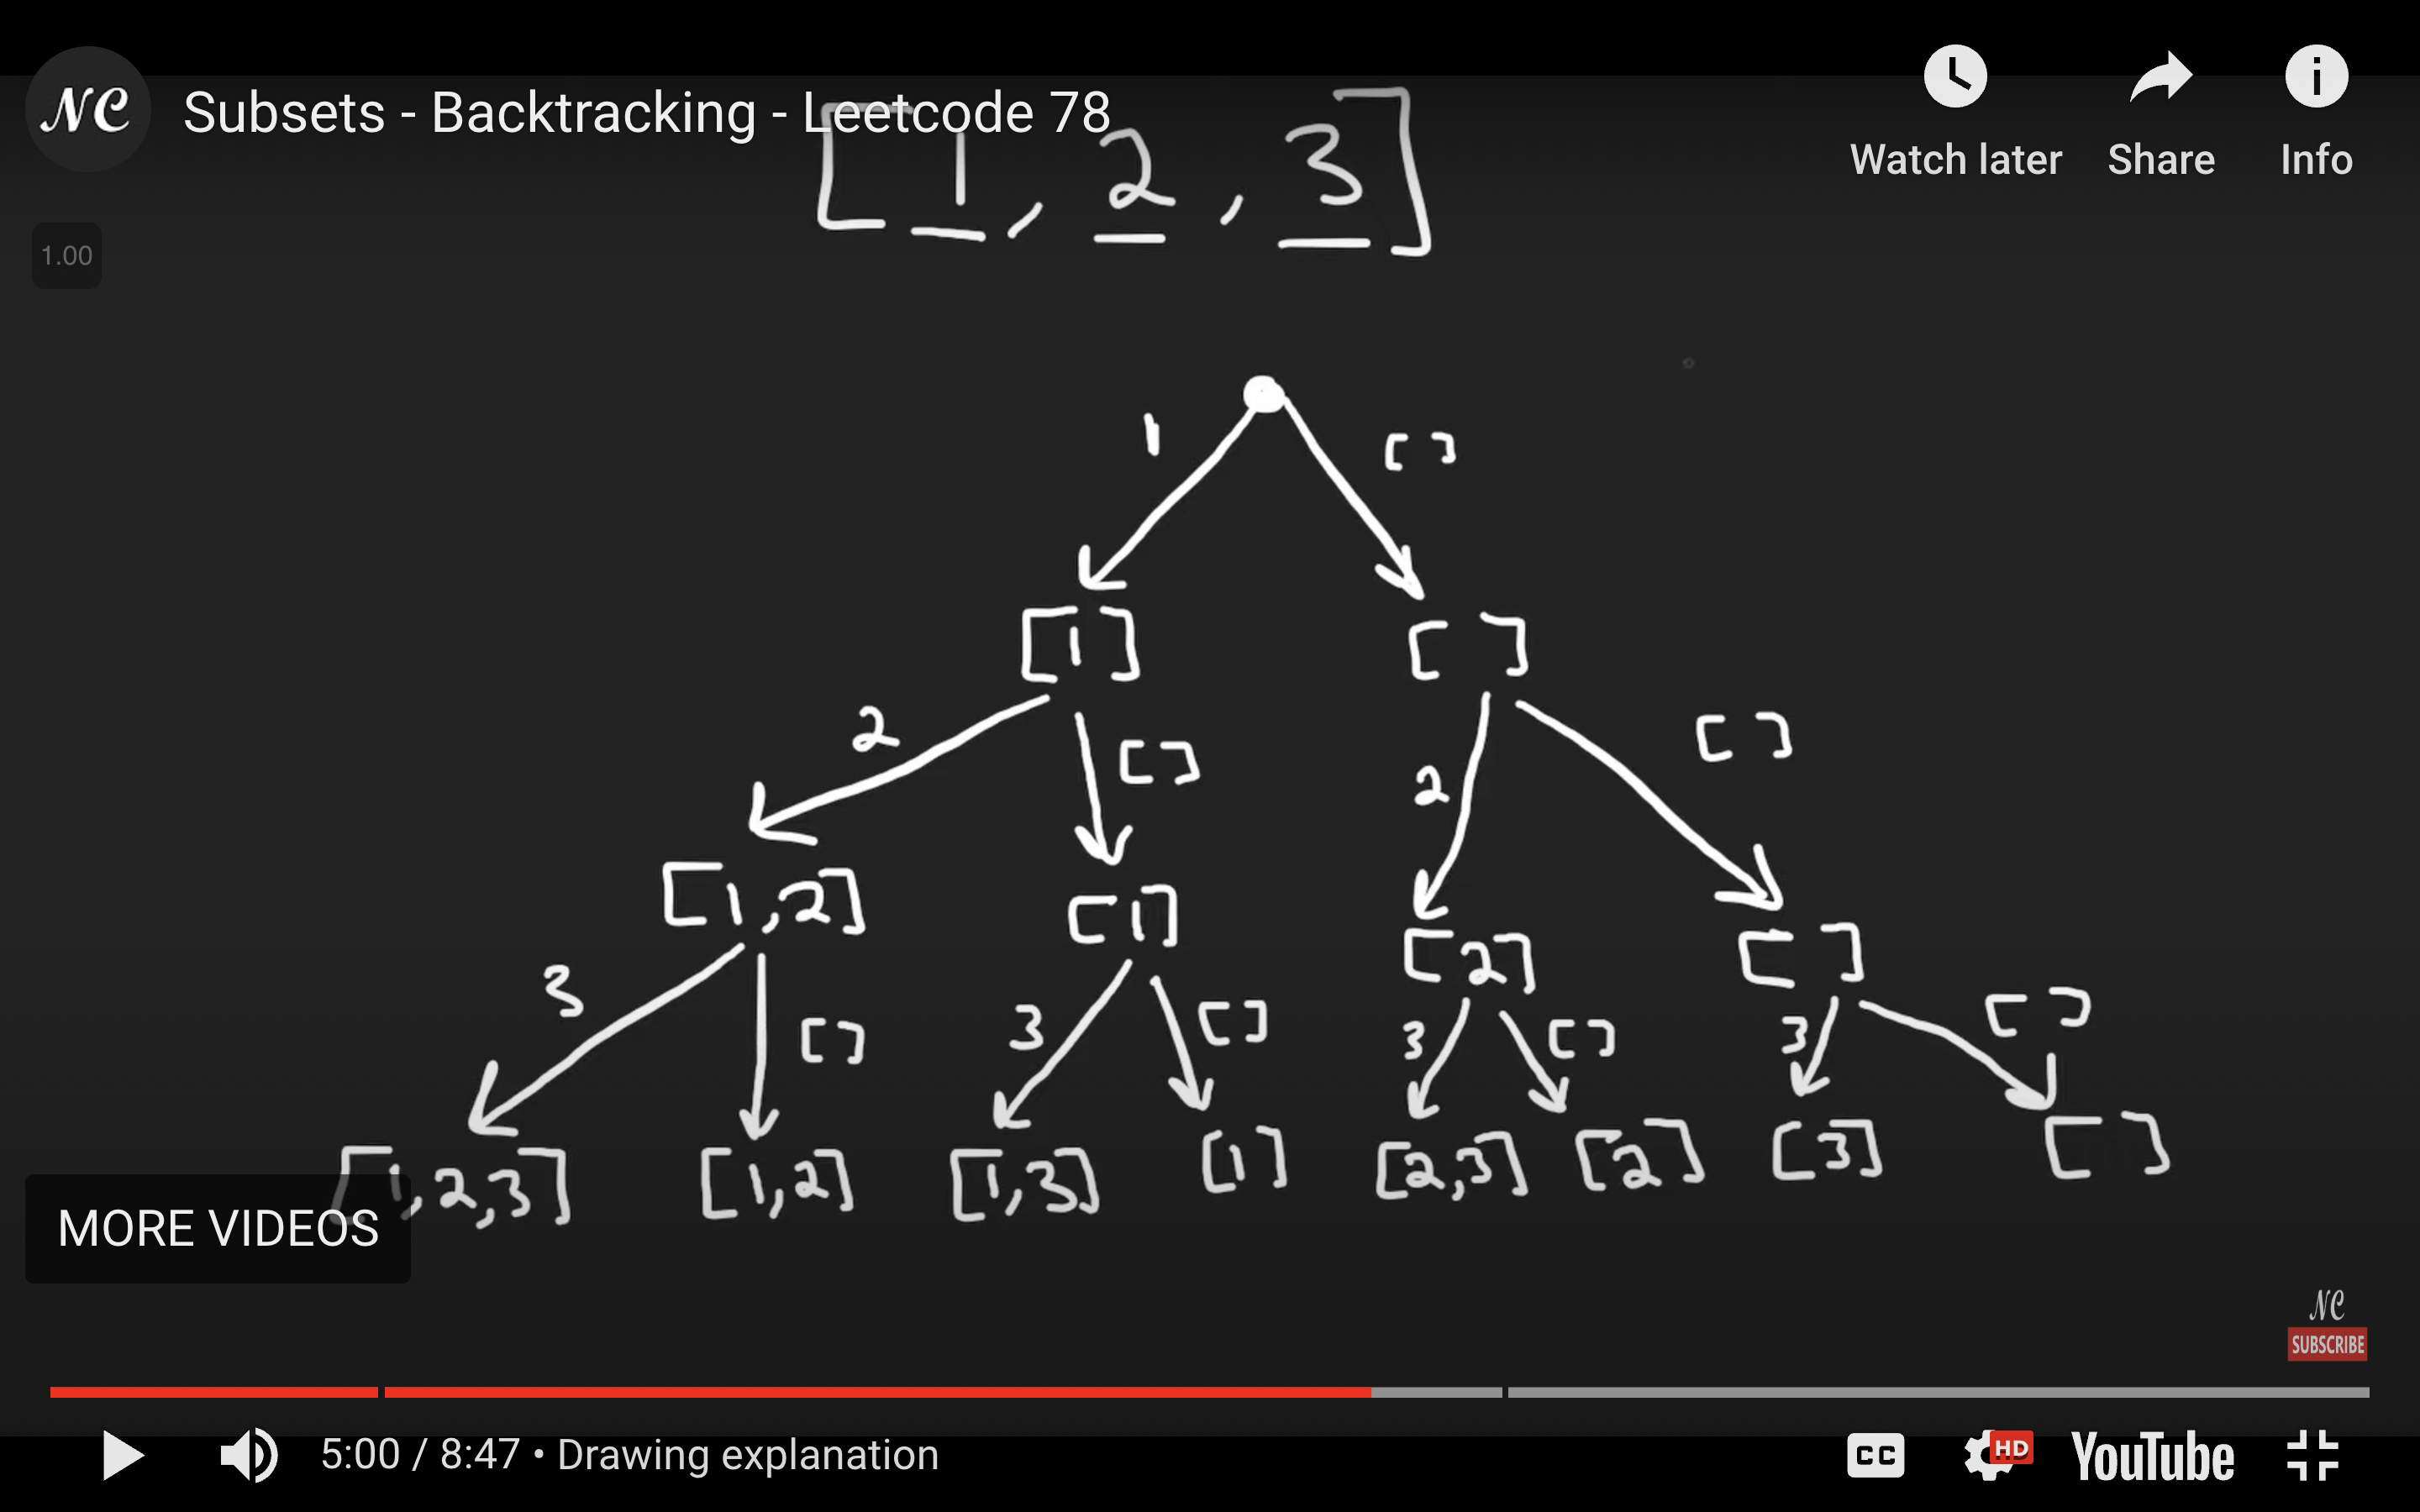 NC Subsets - Backtracking - Leetcode 78
Watch later Share Info
[1, 2, 3]
1.00
1 []
[1] []
2 [] 2 []
[1,2] [1] [2] []
3 [] 3 [] 3 [] 3 []
[1,2,3] [1,2] [1,3] [1] [2,3] [2] [3] []
MORE VIDEOS
NC
SUBSCRIBE
5:00 / 8:47 • Drawing explanation
CC HD YouTube